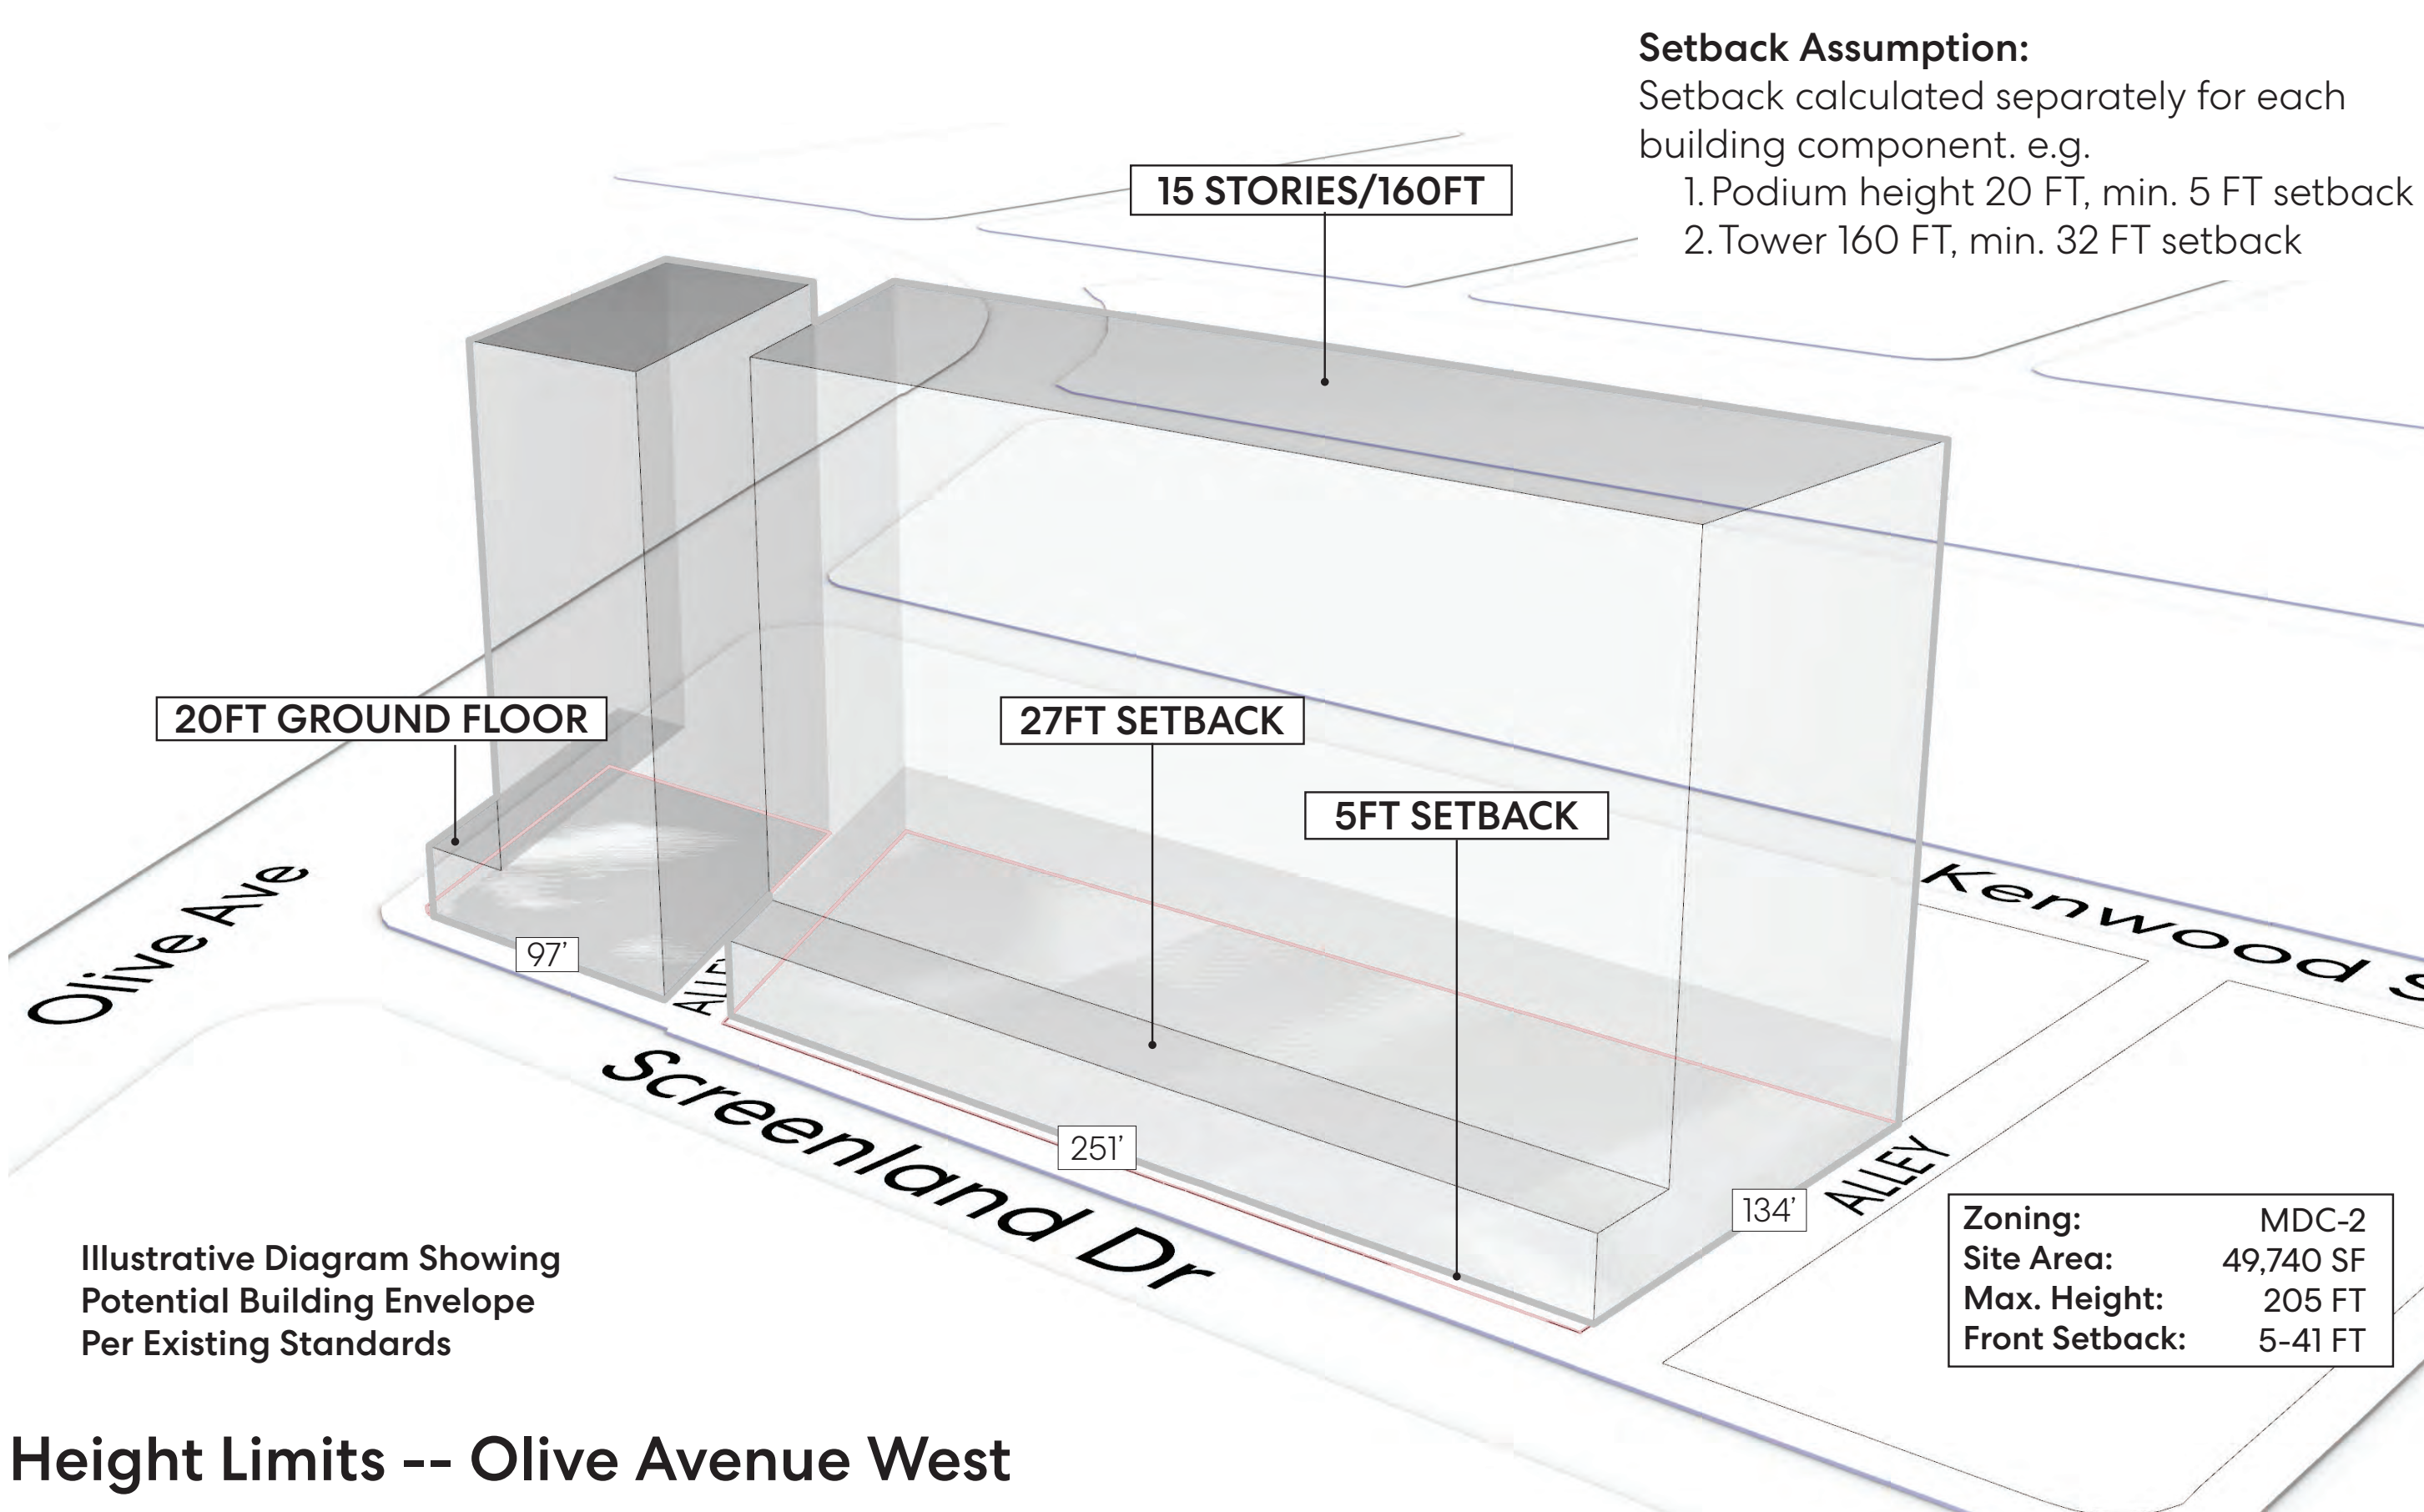 Setback Assumption:
Setback calculated separately for each
building component. e.g.
1. Podium height 20 FT, min. 5 FT setback
2. Tower 160 FT, min. 32 FT setback
15 STORIES/160FT
20FT GROUND FLOOR
27FT SETBACK
5FT SETBACK
Olive Ave
97'
ALLEY
Kenwood S
Screenland Dr
251'
134'
ALLEY
Zoning: MDC-2
Site Area: 49,740 SF
Max. Height: 205 FT
Front Setback: 5-41 FT
Illustrative Diagram Showing
Potential Building Envelope
Per Existing Standards
Height Limits -- Olive Avenue West